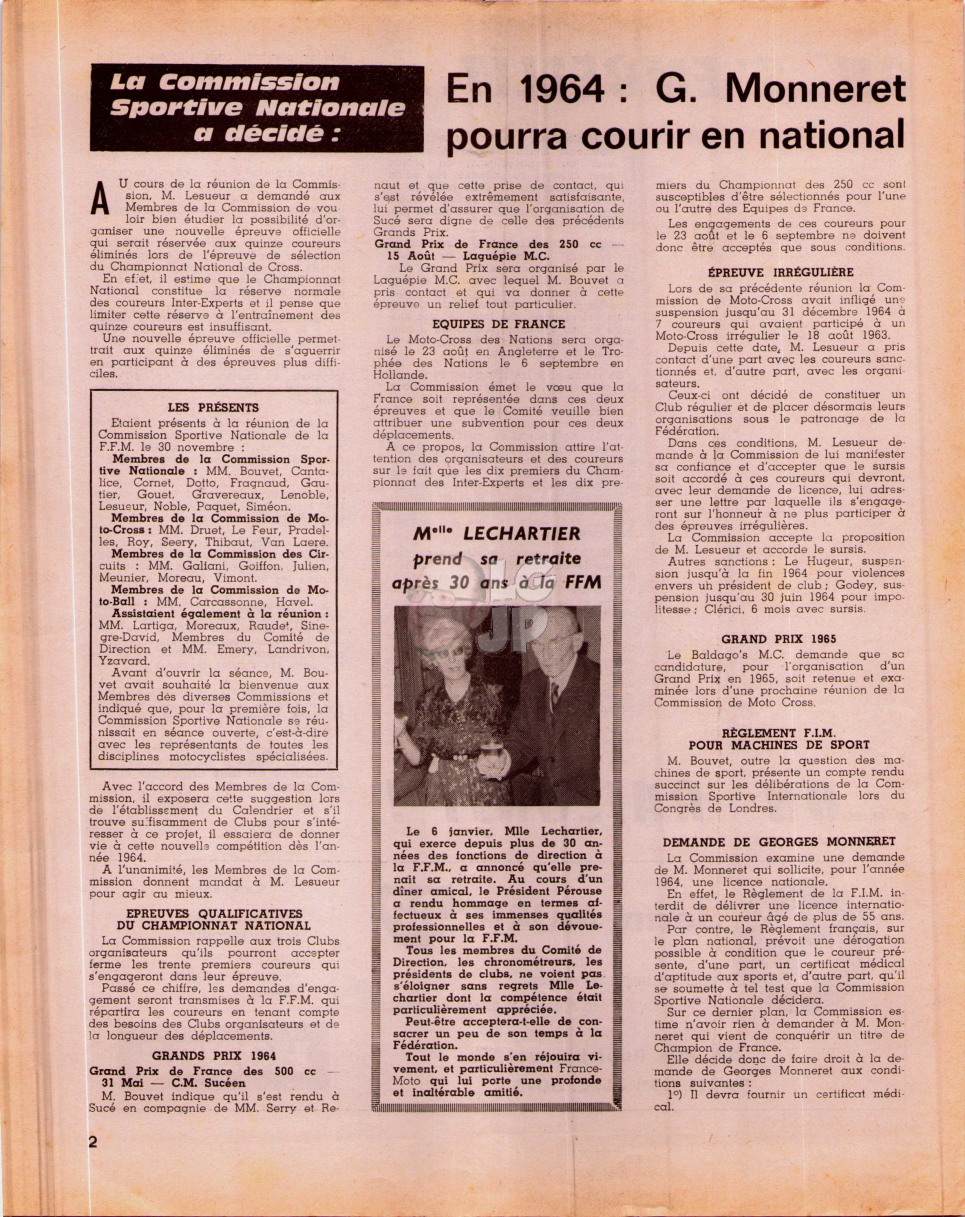 La Commission
Sportive Nationale
a décidé :
En 1964 : G. Monneret
pourra courir en national
AU cours de la réunion de la Commis-
sion, M. Lesueur a demandé aux
Membres de la Commission de vou
loir bien étudier la possibilité d'or-
ganiser une nouvelle épreuve officielle
qui serait réservée aux quinze coureurs
éliminés lors de l'épreuve de sélection
du Championnat National de Cross.
En effet, il estime que le Championnat
National constitue la réserve normale
des coureurs Inter-Experts et il pense que
limiter cette réserve à l'entraînement des
quinze coureurs est insuffisant.
Une nouvelle épreuve officielle permet-
trait aux quinze éliminés de s'aguerrir
en participant à des épreuves plus diffi-
ciles.
LES PRÉSENTS
Etaient présents à la réunion de la
Commission Sportive Nationale de la
F.F.M. le 30 novembre :
Membres de la Commission Spor-
tive Nationale : MM. Bouvet, Canta-
lice, Cornet, Dotto, Fragnaud, Gau-
tier, Gouet, Gravereaux, Lenoble,
Lesueur, Noble, Paquet, Siméon.
Membres de la Commission de Mo-
to-Cross : MM. Druet, Le Feur, Pradel-
les, Roy, Seery, Thibaut, Van Laere.
Membres de la Commission des Cir-
cuits : MM. Galiani, Goiffon, Julien,
Meunier, Moreau, Vimont.
Membres de la Commission de Mo-
to-Ball : MM. Carcassonne, Havel.
Assistaient également à la réunion :
MM. Lartiga, Moreaux, Raudet, Sine-
gre-David, Membres du Comité de
Direction et MM. Emery, Landrivon,
Yzavard.
Avant d'ouvrir la séance, M. Bou-
vet avait souhaité la bienvenue aux
Membres des diverses Commissions et
indiqué que, pour la première fois, la
Commission Sportive Nationale se réu-
nissait en séance ouverte, c'est-à-dire
avec les représentants de toutes les
disciplines motocyclistes spécialisées.
Avec l'accord des Membres de la Com-
mission, il exposera cette suggestion lors
de l'établissement du Calendrier et s'il
trouve suffisamment de Clubs pour s'inté-
resser à ce projet, il essaiera de donner
vie à cette nouvelle compétition dès l'an-
née 1964.
A l'unanimité, les Membres de la Com-
mission donnent mandat à M. Lesueur
pour agir au mieux.
EPREUVES QUALIFICATIVES
DU CHAMPIONNAT NATIONAL
La Commission rappelle aux trois Clubs
organisateurs qu'ils pourront accepter
ferme les trente premiers coureurs qui
s'engageront dans leur épreuve.
Passé ce chiffre, les demandes d'enga-
gement seront transmises à la F.F.M. qui
répartira les coureurs en tenant compte
des besoins des Clubs organisateurs et de
la longueur des déplacements.
GRANDS PRIX 1964
Grand Prix de France des 500 cc —
31 Mai — C.M. Sucéen
M. Bouvet indique qu'il s'est rendu à
Sucé en compagnie de MM. Serry et Re-
naut et que cette prise de contact, qui
s'est révélée extrêmement satisfaisante,
lui permet d'assurer que l'organisation de
Sucé sera digne de celle des précédents
Grands Prix.
Grand Prix de France des 250 cc —
15 Août — Laguépie M.C.
Le Grand Prix sera organisé par le
Laguépie M.C. avec lequel M. Bouvet a
pris contact et qui va donner à cette
épreuve un relief tout particulier.
EQUIPES DE FRANCE
Le Moto-Cross des Nations sera orga-
nisé le 23 août en Angleterre et le Tro-
phée des Nations le 6 septembre en
Hollande.
La Commission émet le vœu que la
France soit représentée dans ces deux
épreuves et que le Comité veuille bien
attribuer une subvention pour ces deux
déplacements.
A ce propos, la Commission attire l'at-
tention des organisateurs et des coureurs
sur le fait que les dix premiers du Cham-
pionnat des Inter-Experts et les dix pre-
Melle LECHARTIER
prend sa retraite
après 30 ans à la FFM
JLC
JP
Le 6 janvier, Mlle Lechartier,
qui exerce depuis plus de 30 an-
nées des fonctions de direction à
la F.F.M., a annoncé qu'elle pre-
nait sa retraite. Au cours d'un
dîner amical, le Président Pérouse
a rendu hommage en termes af-
fectueux à ses immenses qualités
professionnelles et à son dévoue-
ment pour la F.F.M.
Tous les membres du Comité de
Direction, les chronométreurs, les
présidents de clubs, ne voient pas
s'éloigner sans regrets Mlle Le-
chartier dont la compétence était
particulièrement appréciée.
Peut-être acceptera-t-elle de con-
sacrer un peu de son temps à la
Fédération.
Tout le monde s'en réjouira vi-
vement, et particulièrement France-
Moto qui lui porte une profonde
et inaltérable amitié.
miers du Championnat des 250 cc sont
susceptibles d'être sélectionnés pour l'une
ou l'autre des Equipes de France.
Les engagements de ces coureurs pour
le 23 août et le 6 septembre ne doivent
donc être acceptés que sous conditions.
ÉPREUVE IRRÉGULIÈRE
Lors de sa précédente réunion la Com-
mission de Moto-Cross avait infligé une
suspension jusqu'au 31 décembre 1964 à
7 coureurs qui avaient participé à un
Moto-Cross irrégulier le 18 août 1963.
Depuis cette date, M. Lesueur a pris
contact d'une part avec les coureurs sanc-
tionnés et, d'autre part, avec les organi-
sateurs.
Ceux-ci ont décidé de constituer un
Club régulier et de placer désormais leurs
organisations sous le patronage de la
Fédération.
Dans ces conditions, M. Lesueur de-
mande à la Commission de lui manifester
sa confiance et d'accepter que le sursis
soit accordé à ces coureurs qui devront,
avec leur demande de licence, lui adres-
ser une lettre par laquelle ils s'engage-
ront sur l'honneur à ne plus participer à
des épreuves irrégulières.
La Commission accepte la proposition
de M. Lesueur et accorde le sursis.
Autres sanctions : Le Hugeur, suspen-
sion jusqu'à la fin 1964 pour violences
envers un président de club ; Godey, sus-
pension jusqu'au 30 juin 1964 pour impo-
litesse ; Clérici, 6 mois avec sursis.
GRAND PRIX 1965
Le Baldago's M.C. demande que sa
candidature, pour l'organisation d'un
Grand Prix en 1965, soit retenue et exa-
minée lors d'une prochaine réunion de la
Commission de Moto Cross.
RÈGLEMENT F.I.M.
POUR MACHINES DE SPORT
M. Bouvet, outre la question des ma-
chines de sport, présente un compte rendu
succinct sur les délibérations de la Com-
mission Sportive Internationale lors du
Congrès de Londres.
DEMANDE DE GEORGES MONNERET
La Commission examine une demande
de M. Monneret qui sollicite, pour l'année
1964, une licence nationale.
En effet, le Règlement de la F.I.M. in-
terdit de délivrer une licence internatio-
nale à un coureur âgé de plus de 55 ans.
Par contre, le Règlement français, sur
le plan national, prévoit une dérogation
possible à condition que le coureur pré-
sente, d'une part, un certificat médical
d'aptitude aux sports et, d'autre part, qu'il
se soumette à tel test que la Commission
Sportive Nationale décidera.
Sur ce dernier plan, la Commission es-
time n'avoir rien à demander à M. Mon-
neret qui vient de conquérir un titre de
Champion de France.
Elle décide donc de faire droit à la de-
mande de Georges Monneret aux condi-
tions suivantes :
1°) Il devra fournir un certificat médi-
cal.
2